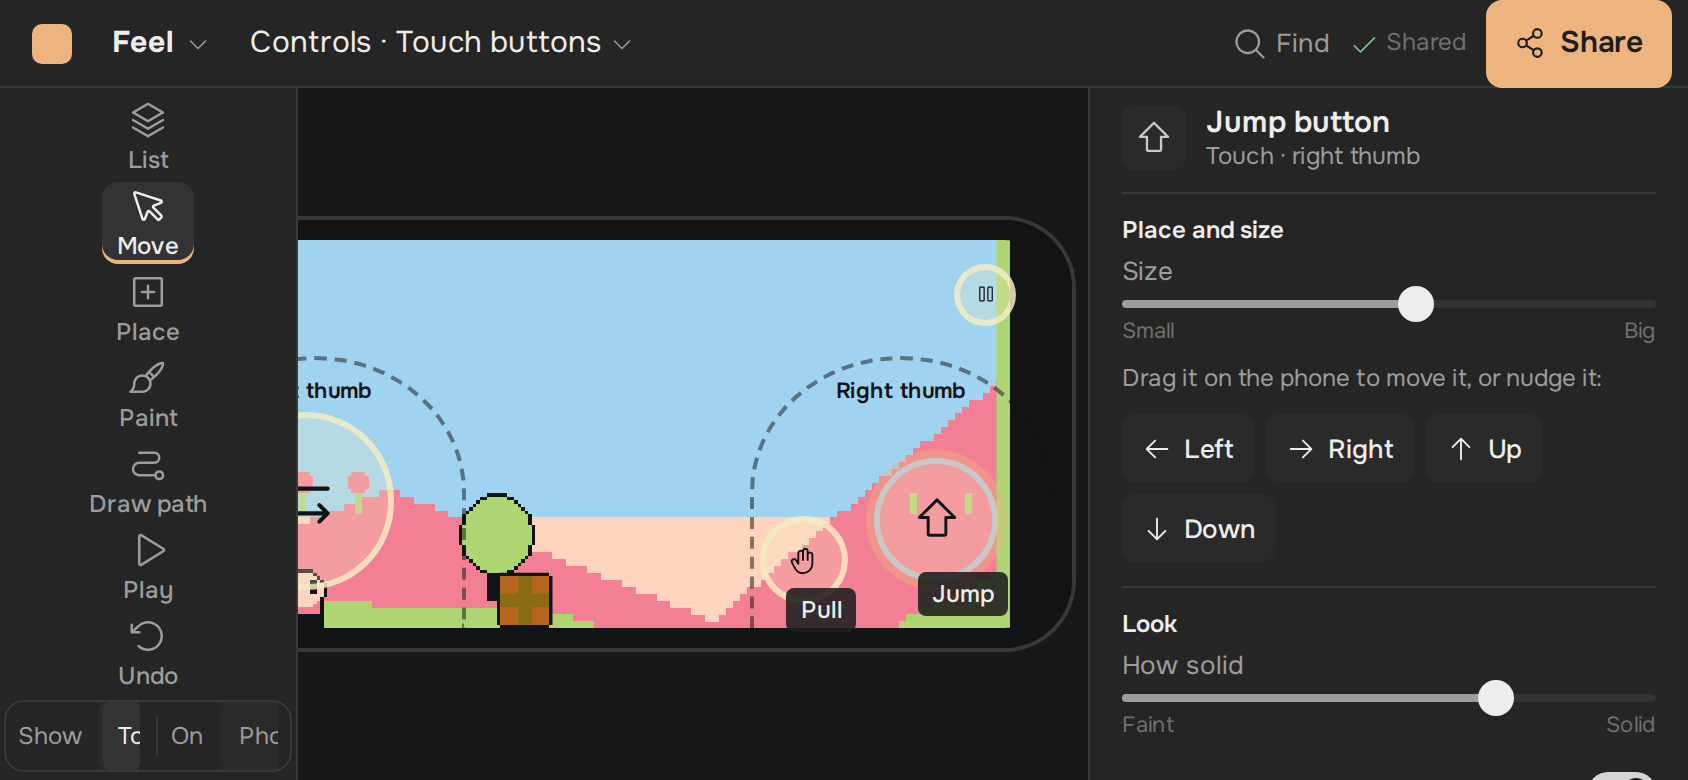 Feel
Controls · Touch buttons
Find
Shared
Share
List
Move
Place
Paint
Draw path
Play
Undo
Show
On
thumb
Right thumb
Pull
Jump
Jump button
Touch · right thumb
Place and size
Size
Small
Big
Drag it on the phone to move it, or nudge it:
Left
Right
Up
Down
Look
How solid
Faint
Solid